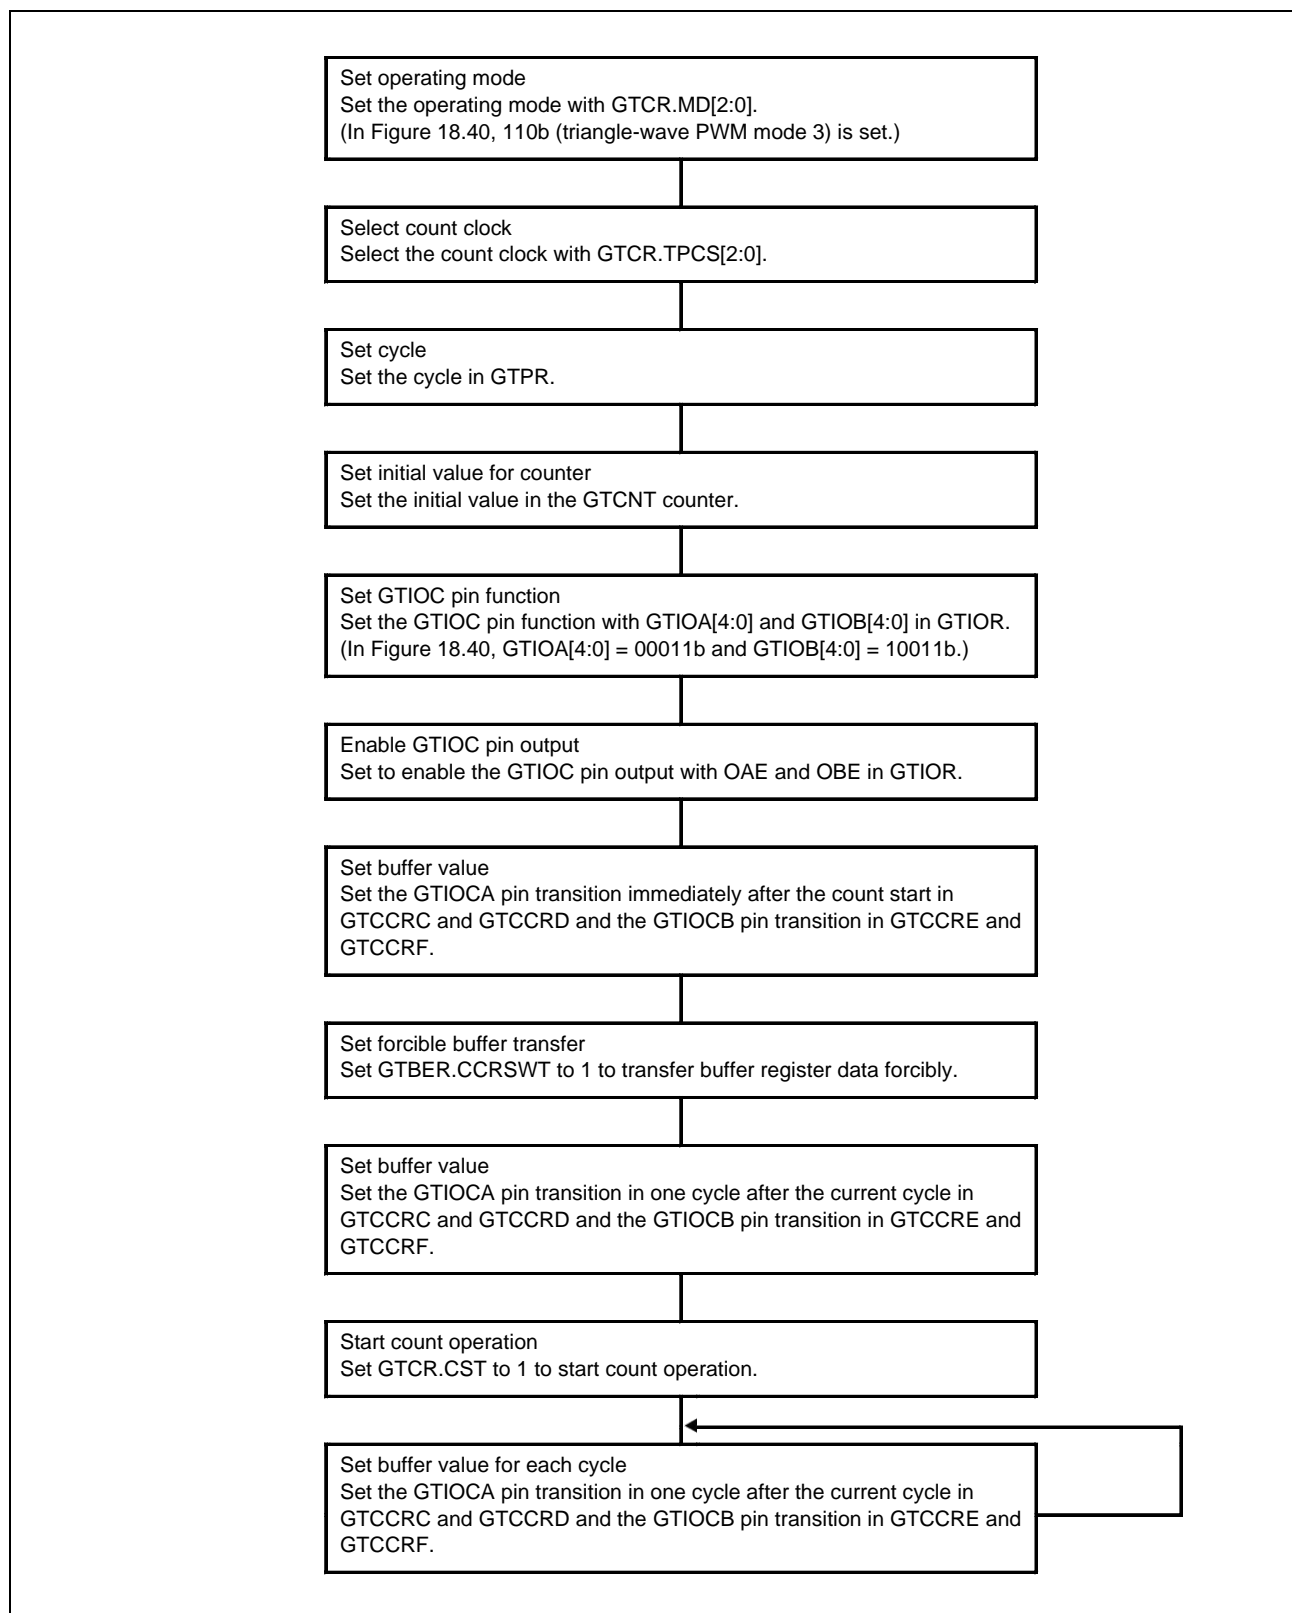 Set operating mode
Set the operating mode with GTCR.MD[2:0].
(In Figure 18.40, 110b (triangle-wave PWM mode 3) is set.)
Select count clock
Select the count clock with GTCR.TPCS[2:0].
Set cycle
Set the cycle in GTPR.
Set initial value for counter
Set the initial value in the GTCNT counter.
Set GTIOC pin function
Set the GTIOC pin function with GTIOA[4:0] and GTIOB[4:0] in GTIOR.
(In Figure 18.40, GTIOA[4:0] = 00011b and GTIOB[4:0] = 10011b.)
Enable GTIOC pin output
Set to enable the GTIOC pin output with OAE and OBE in GTIOR.
Set buffer value
Set the GTIOCA pin transition immediately after the count start in
GTCCRC and GTCCRD and the GTIOCB pin transition in GTCCRE and
GTCCRF.
Set forcible buffer transfer
Set GTBER.CCRSWT to 1 to transfer buffer register data forcibly.
Set buffer value
Set the GTIOCA pin transition in one cycle after the current cycle in
GTCCRC and GTCCRD and the GTIOCB pin transition in GTCCRE and
GTCCRF.
Start count operation
Set GTCR.CST to 1 to start count operation.
Set buffer value for each cycle
Set the GTIOCA pin transition in one cycle after the current cycle in
GTCCRC and GTCCRD and the GTIOCB pin transition in GTCCRE and
GTCCRF.